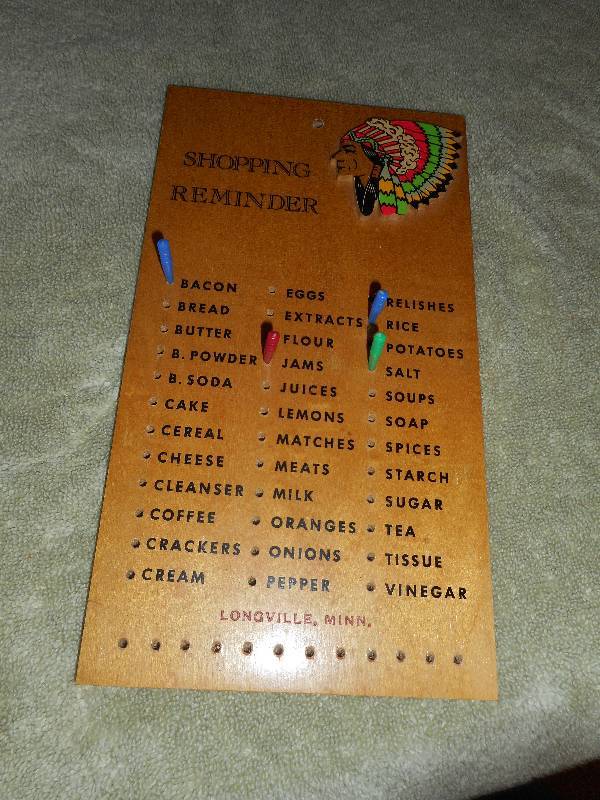 SHOPPING
REMINDER
BACON
BREAD
BUTTER
B. POWDER
B. SODA
CAKE
CEREAL
CHEESE
CLEANSER
COFFEE
CRACKERS
CREAM
EGGS
EXTRACTS
FLOUR
JAMS
JUICES
LEMONS
MATCHES
MEATS
MILK
ORANGES
ONIONS
PEPPER
RELISHES
RICE
POTATOES
SALT
SOUPS
SOAP
SPICES
STARCH
SUGAR
TEA
TISSUE
VINEGAR
LONGVILLE, MINN.